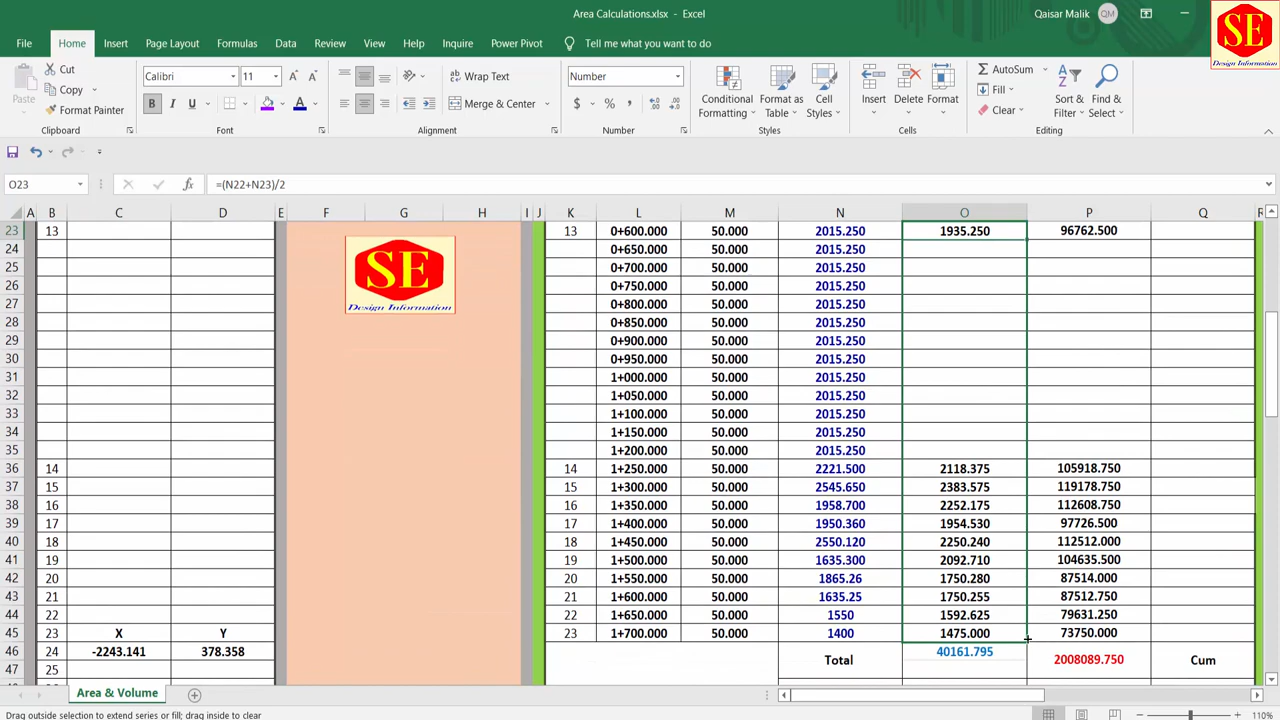 Area Calculations.xlsx - Excel
Qaisar Malik QM
SE
Design Information
File Home Insert Page Layout Formulas Data Review View Help Inquire Power Pivot Tell me what you want to do
Cut
Copy
Format Painter
Paste
Clipboard
Calibri 11
B I U
Font
Wrap Text
Merge & Center
Alignment
Number
$ % ,
Number
Conditional Formatting
Format as Table
Cell Styles
Styles
Insert Delete Format
Cells
AutoSum
Fill
Clear
Sort & Filter
Find & Select
Editing
O23 =(N22+N23)/2
A B C D E F G H I J K L M N O P Q R
23 13 13 0+600.000 50.000 2015.250 1935.250 96762.500
24 0+650.000 50.000 2015.250
25 0+700.000 50.000 2015.250
26 0+750.000 50.000 2015.250
27 0+800.000 50.000 2015.250
28 0+850.000 50.000 2015.250
29 0+900.000 50.000 2015.250
30 0+950.000 50.000 2015.250
31 1+000.000 50.000 2015.250
32 1+050.000 50.000 2015.250
33 1+100.000 50.000 2015.250
34 1+150.000 50.000 2015.250
35 1+200.000 50.000 2015.250
36 14 14 1+250.000 50.000 2221.500 2118.375 105918.750
37 15 15 1+300.000 50.000 2545.650 2383.575 119178.750
38 16 16 1+350.000 50.000 1958.700 2252.175 112608.750
39 17 17 1+400.000 50.000 1950.360 1954.530 97726.500
40 18 18 1+450.000 50.000 2550.120 2250.240 112512.000
41 19 19 1+500.000 50.000 1635.300 2092.710 104635.500
42 20 20 1+550.000 50.000 1865.26 1750.280 87514.000
43 21 21 1+600.000 50.000 1635.25 1750.255 87512.750
44 22 22 1+650.000 50.000 1550 1592.625 79631.250
45 23 X Y 23 1+700.000 50.000 1400 1475.000 73750.000
46 24 -2243.141 378.358 Total 40161.795 2008089.750 Cum
47 25
SE
Design Information
Area & Volume
Drag outside selection to extend series or fill; drag inside to clear
110%